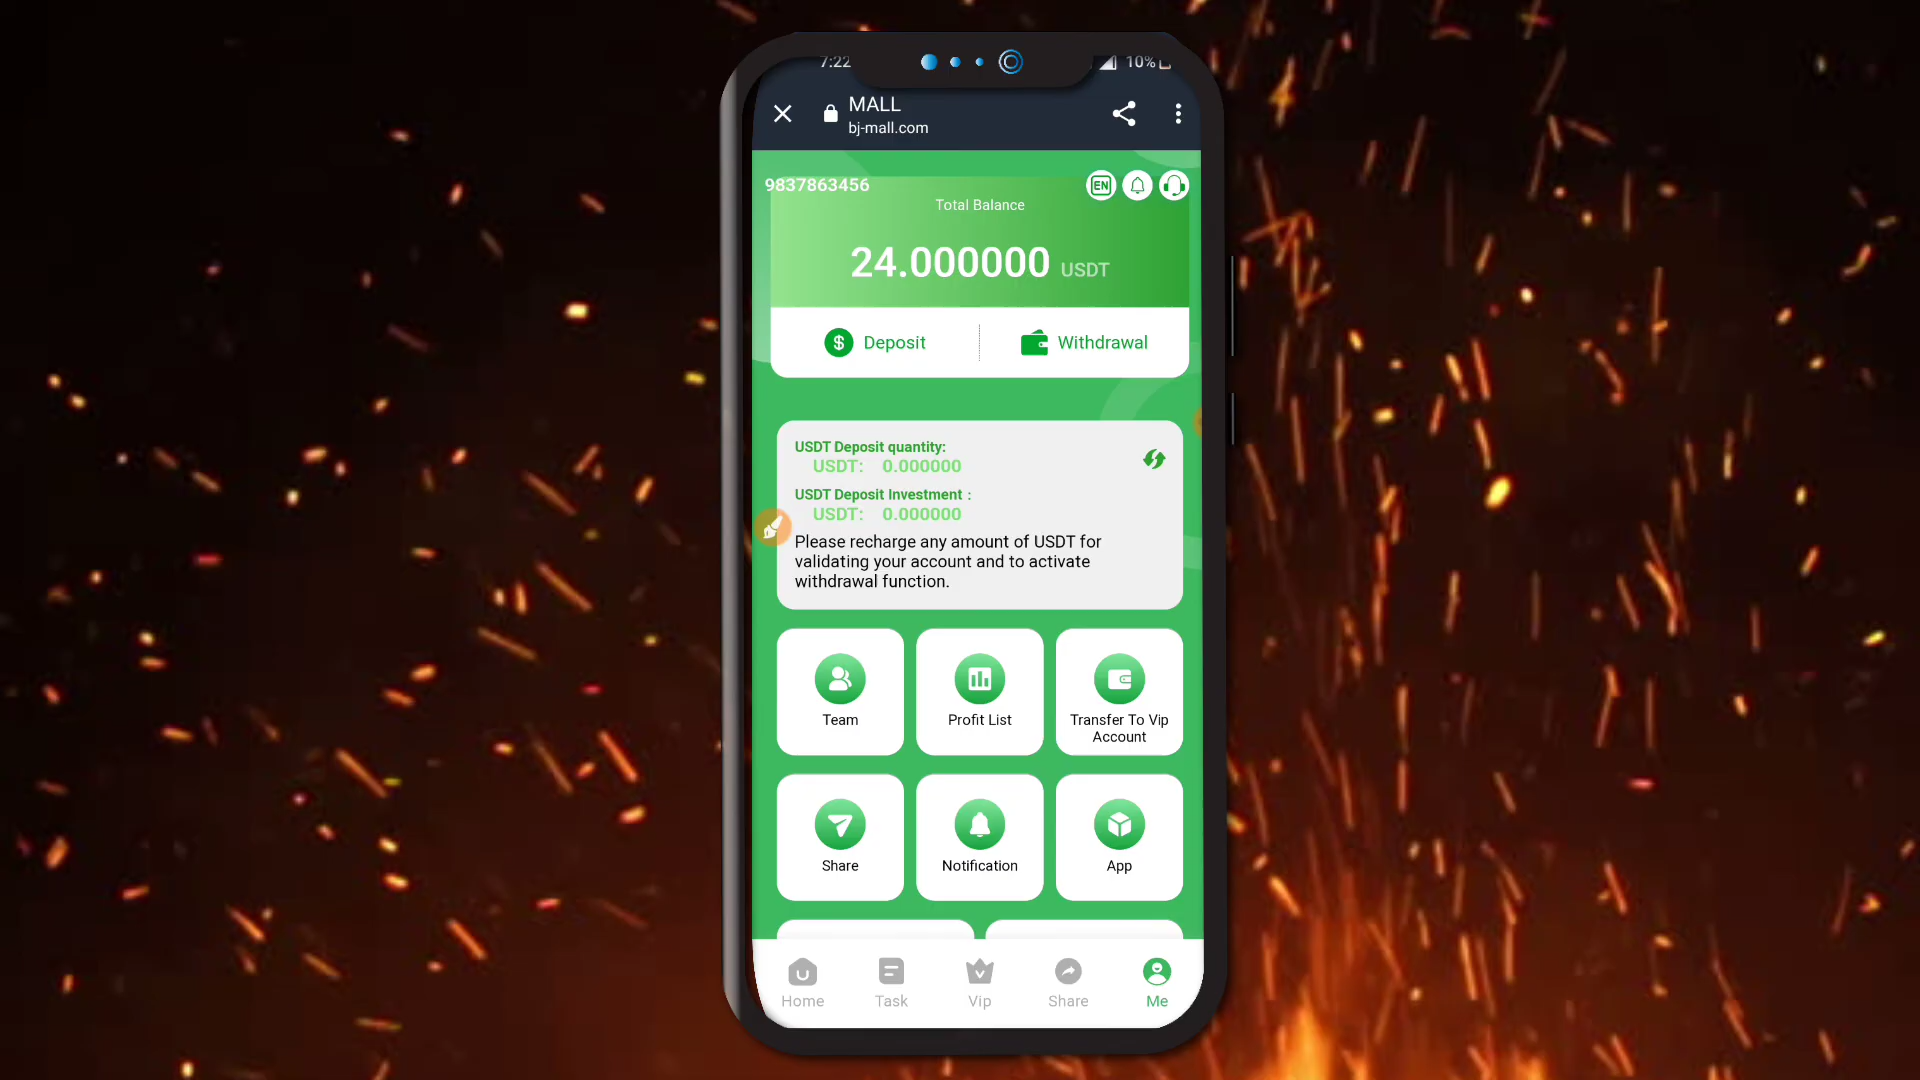 7:22
10%
MALL
bj-mall.com
9837863456
EN
Total Balance
24.000000 USDT
Deposit
Withdrawal
USDT Deposit quantity:
USDT: 0.000000
USDT Deposit Investment :
USDT: 0.000000
Please recharge any amount of USDT for
validating your account and to activate
withdrawal function.
Team
Profit List
Transfer To Vip
Account
Share
Notification
App
Home
Task
Vip
Share
Me